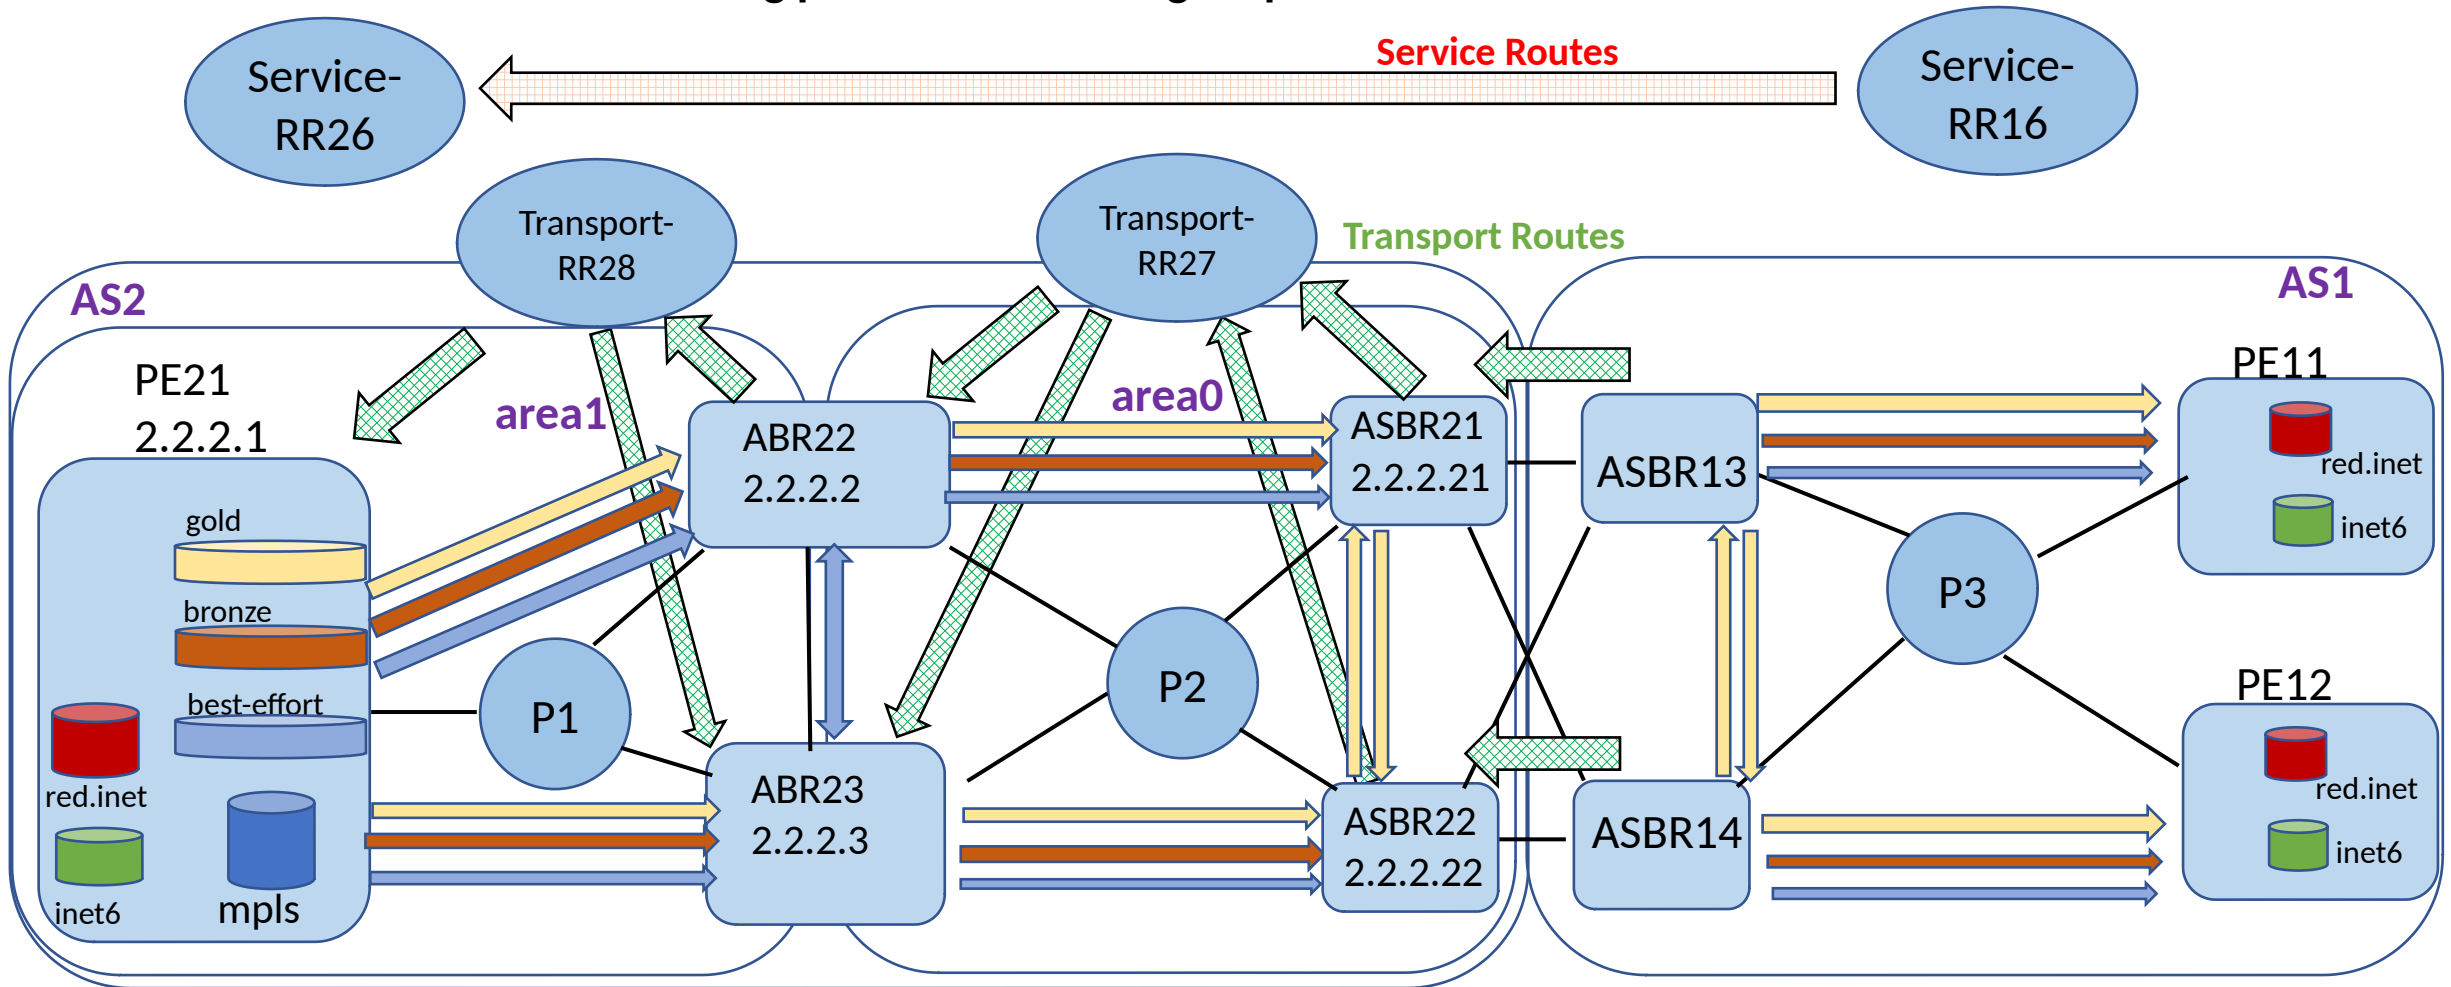 Service Routes
Service-
RR26
Service-
RR16
Transport-
RR28
Transport-
RR27
Transport Routes
AS2
AS1
PE21
2.2.2.1
area1
area0
ABR22
2.2.2.2
ASBR21
2.2.2.21
ASBR13
PE11
red.inet
inet6
gold
bronze
best-effort
red.inet
inet6
mpls
P1
P2
P3
ABR23
2.2.2.3
ASBR22
2.2.2.22
ASBR14
PE12
red.inet
inet6